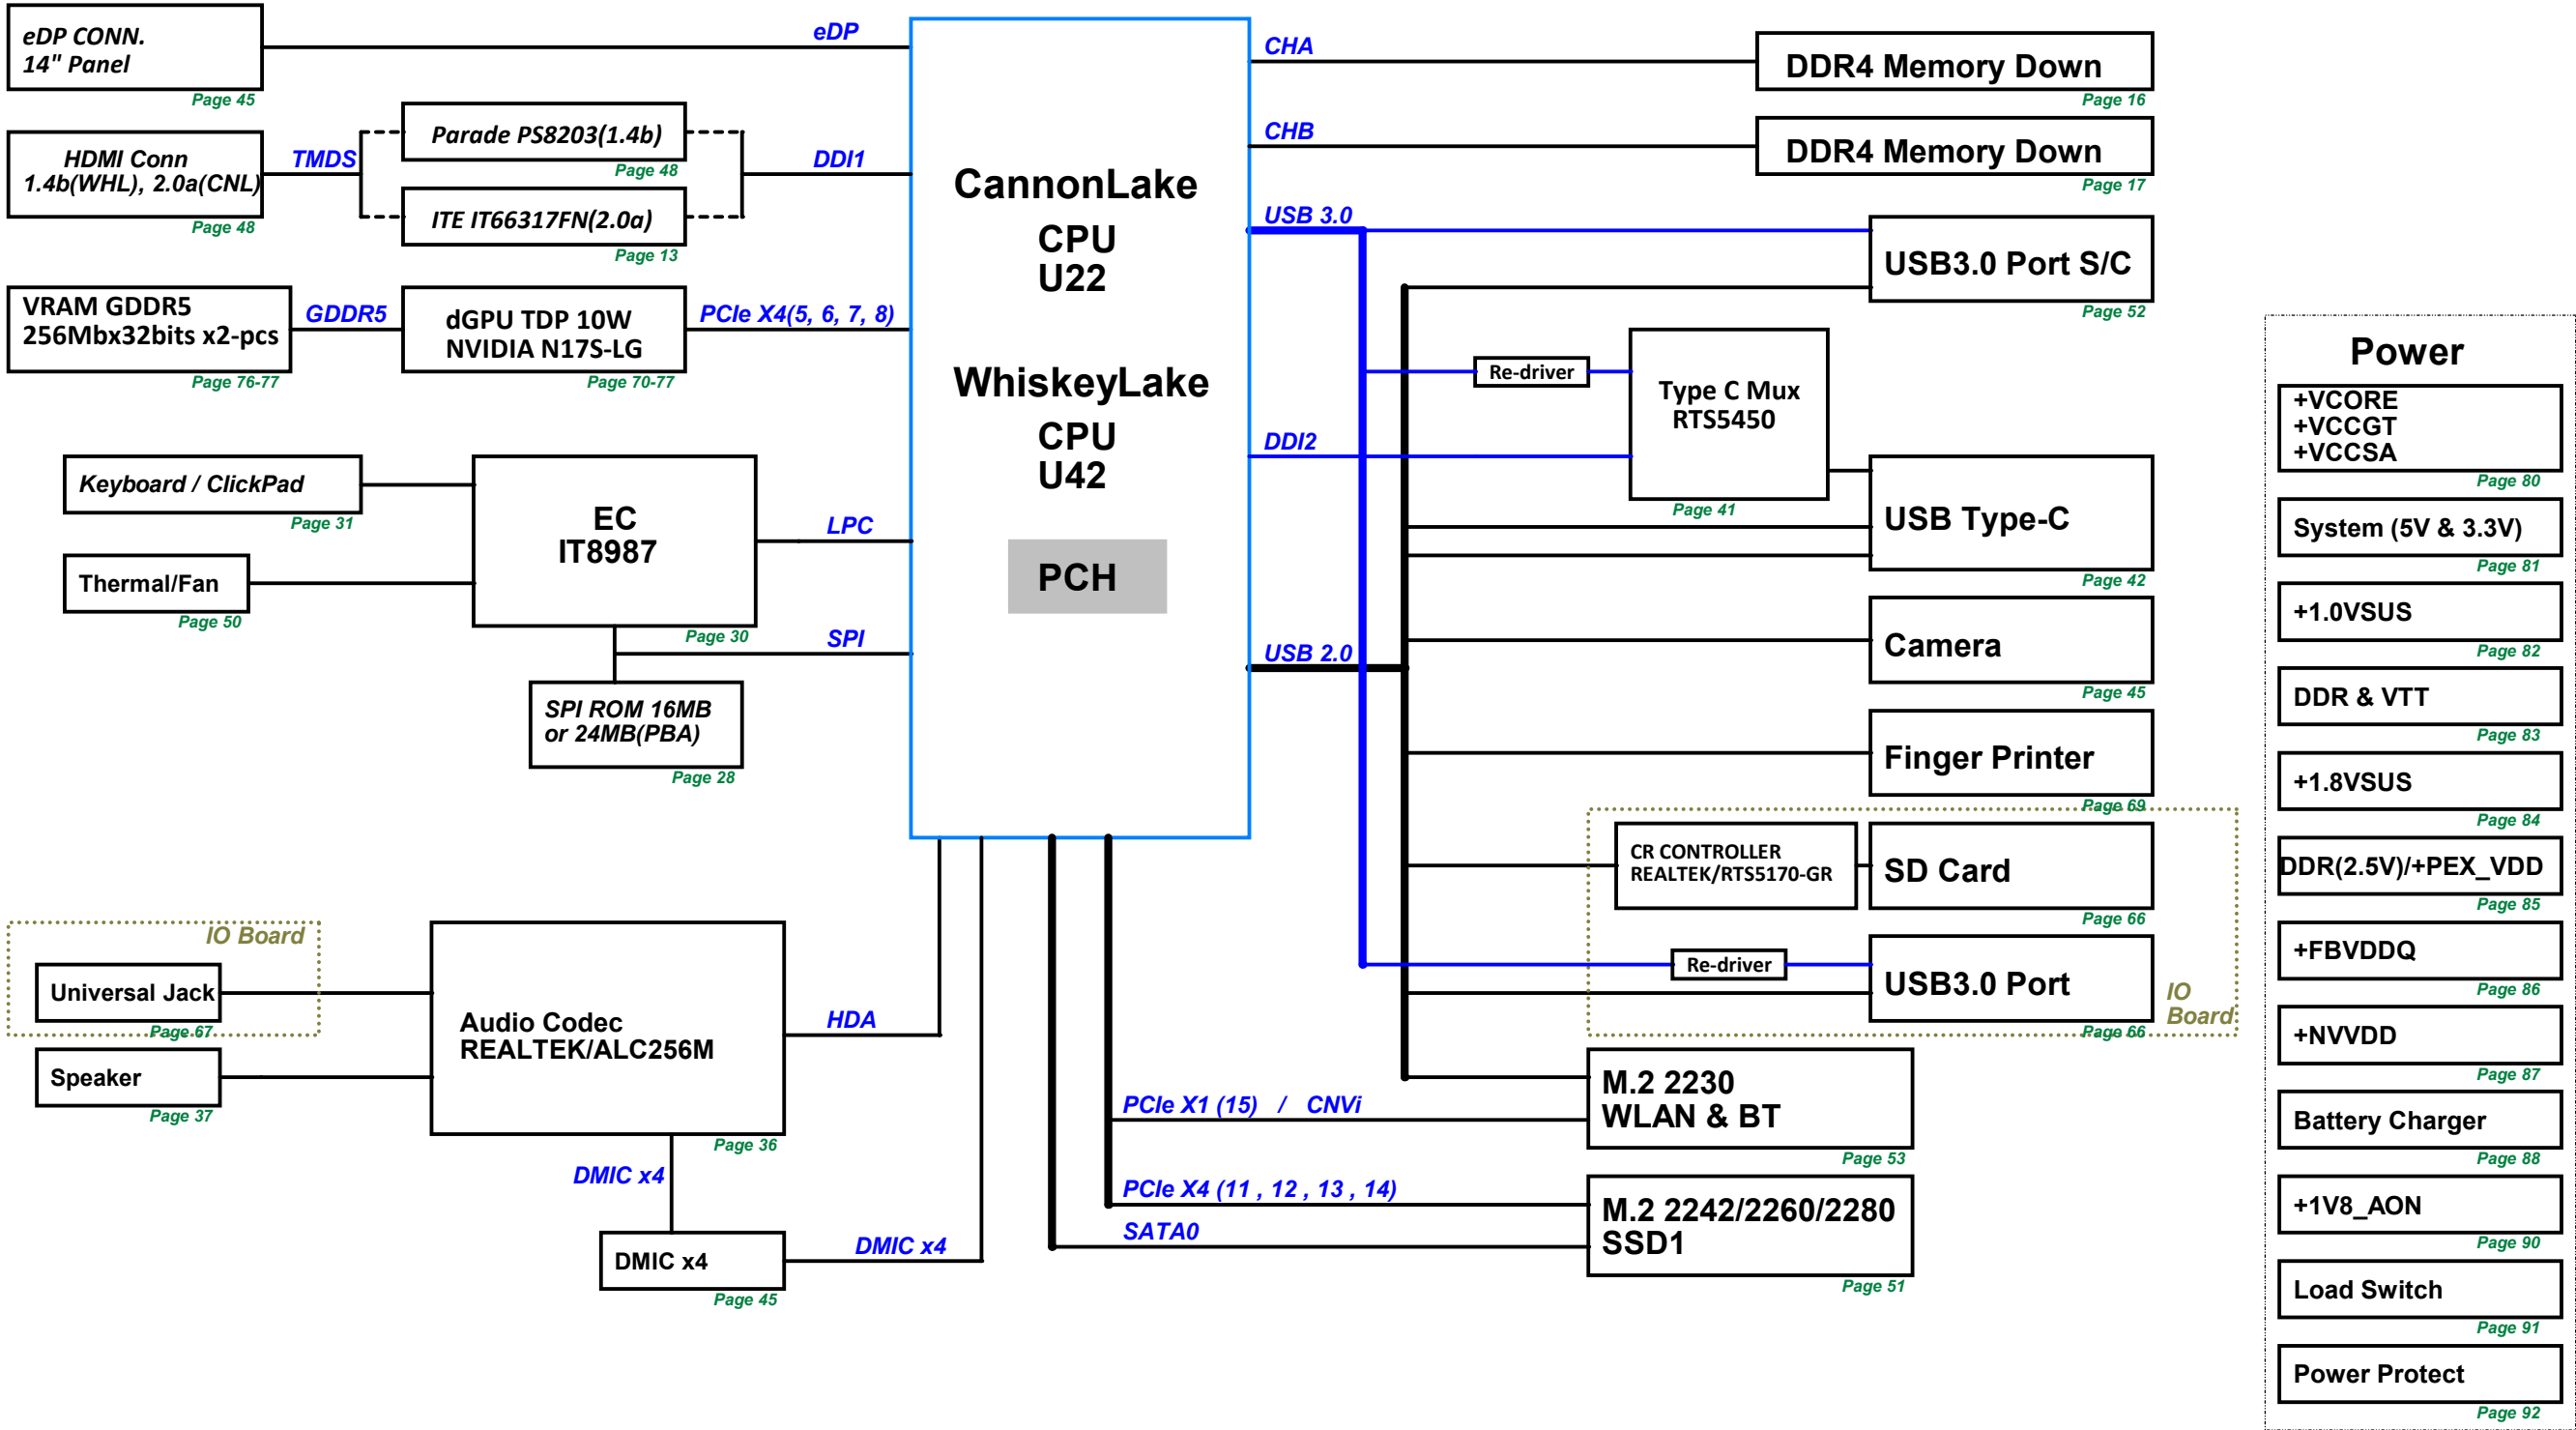 eDP CONN.
14" Panel
Page 45
eDP
HDMI Conn
1.4b(WHL), 2.0a(CNL)
Page 48
TMDS
Parade PS8203(1.4b)
Page 48
ITE IT66317FN(2.0a)
Page 13
DDI1
VRAM GDDR5
256Mbx32bits x2-pcs
Page 76-77
GDDR5
dGPU TDP 10W
NVIDIA N17S-LG
Page 70-77
PCIe X4(5, 6, 7, 8)
Keyboard / ClickPad
Page 31
Thermal/Fan
Page 50
EC
IT8987
Page 30
LPC
SPI
SPI ROM 16MB
or 24MB(PBA)
Page 28
IO Board
Universal Jack
Page 67
Speaker
Page 37
Audio Codec
REALTEK/ALC256M
Page 36
HDA
DMIC x4
DMIC x4
Page 45
DMIC x4
CannonLake
CPU
U22
WhiskeyLake
CPU
U42
PCH
CHA
DDR4 Memory Down
Page 16
CHB
DDR4 Memory Down
Page 17
USB 3.0
USB3.0 Port S/C
Page 52
Re-driver
Type C Mux
RTS5450
Page 41
DDI2
USB Type-C
Page 42
USB 2.0
Camera
Page 45
Finger Printer
Page 69
CR CONTROLLER
REALTEK/RTS5170-GR
SD Card
Page 66
Re-driver
USB3.0 Port
Page 66
IO
Board
M.2 2230
WLAN & BT
Page 53
PCIe X1 (15) / CNVi
PCIe X4 (11 , 12 , 13 , 14)
SATA0
M.2 2242/2260/2280
SSD1
Page 51
Power
+VCORE
+VCCGT
+VCCSA
Page 80
System (5V & 3.3V)
Page 81
+1.0VSUS
Page 82
DDR & VTT
Page 83
+1.8VSUS
Page 84
DDR(2.5V)/+PEX_VDD
Page 85
+FBVDDQ
Page 86
+NVVDD
Page 87
Battery Charger
Page 88
+1V8_AON
Page 90
Load Switch
Page 91
Power Protect
Page 92